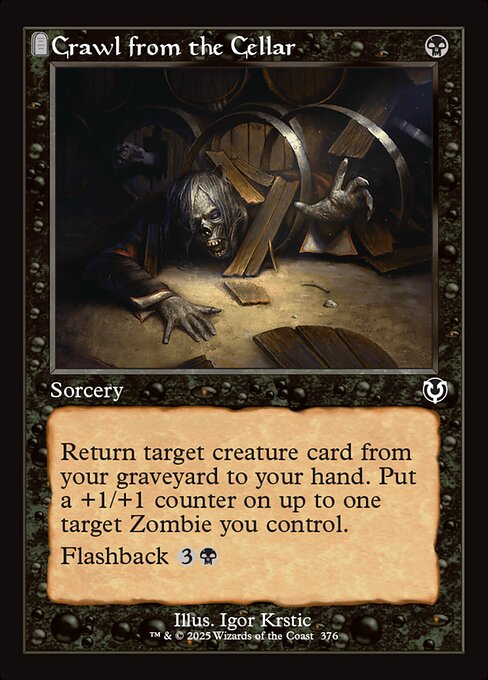 Crawl from the Cellar
Sorcery
Return target creature card from
your graveyard to your hand. Put
a +1/+1 counter on up to one
target Zombie you control.
Flashback 3
Illus. Igor Krstic
™ & © 2025 Wizards of the Coast 376